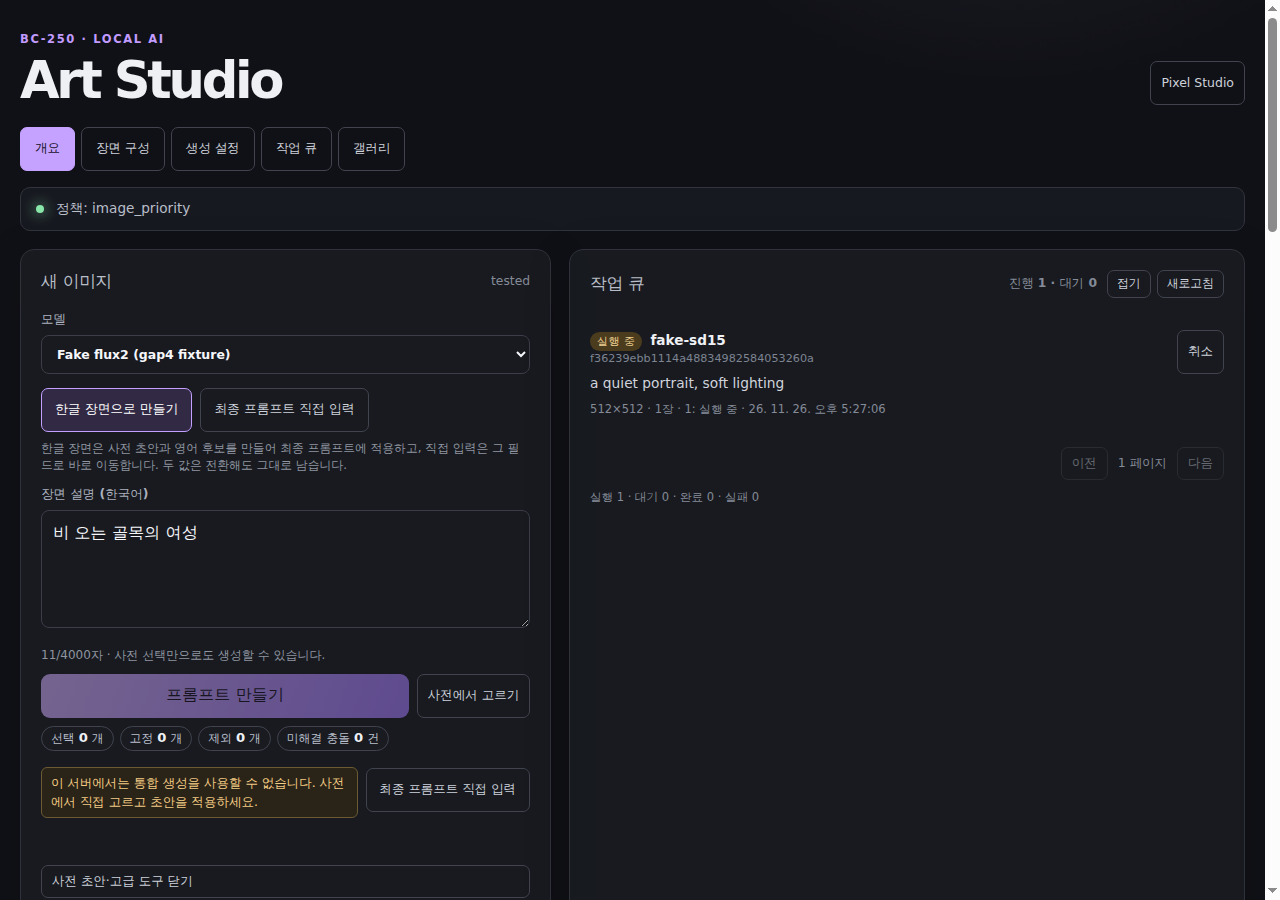 BC-250 · LOCAL AI
Art Studio
Pixel Studio
개요
장면 구성
생성 설정
작업 큐
갤러리
정책: image_priority
새 이미지
tested
모델
Fake flux2 (gap4 fixture)
한글 장면으로 만들기
최종 프롬프트 직접 입력
한글 장면은 사전 초안과 영어 후보를 만들어 최종 프롬프트에 적용하고, 직접 입력은 그 필
드로 바로 이동합니다. 두 값은 전환해도 그대로 남습니다.
장면 설명 (한국어)
비 오는 골목의 여성
11/4000자 · 사전 선택만으로도 생성할 수 있습니다.
프롬프트 만들기
사전에서 고르기
선택 0 개
고정 0 개
제외 0 개
미해결 충돌 0 건
이 서버에서는 통합 생성을 사용할 수 없습니다. 사전
에서 직접 고르고 초안을 적용하세요.
최종 프롬프트 직접 입력
사전 초안·고급 도구 닫기
작업 큐
진행 1 · 대기 0
접기
새로고침
실행 중
fake-sd15
f36239ebb1114a48834982584053260a
취소
a quiet portrait, soft lighting
512×512 · 1장 · 1: 실행 중 · 26. 11. 26. 오후 5:27:06
이전
1 페이지
다음
실행 1 · 대기 0 · 완료 0 · 실패 0